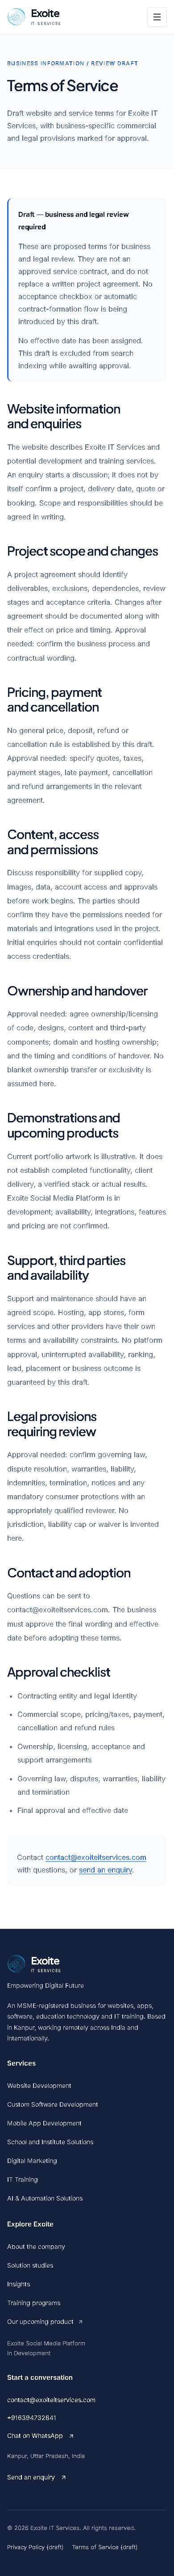 Exoite
IT SERVICES
BUSINESS INFORMATION / REVIEW DRAFT
Terms of Service
Draft website and service terms for Exoite IT
Services, with business-specific commercial
and legal provisions marked for approval.
Draft — business and legal review
required
These are proposed terms for business
and legal review. They are not an
approved service contract, and do not
replace a written project agreement. No
acceptance checkbox or automatic
contract-formation flow is being
introduced by this draft.
No effective date has been assigned.
This draft is excluded from search
indexing while awaiting approval.
Website information
and enquiries
The website describes Exoite IT Services and
potential development and training services.
An enquiry starts a discussion; it does not by
itself confirm a project, delivery date, quote or
booking. Scope and responsibilities should be
agreed in writing.
Project scope and changes
A project agreement should identify
deliverables, exclusions, dependencies, review
stages and acceptance criteria. Changes after
agreement should be documented along with
their effect on price and timing. Approval
needed: confirm the business process and
contractual wording.
Pricing, payment
and cancellation
No general price, deposit, refund or
cancellation rule is established by this draft.
Approval needed: specify quotes, taxes,
payment stages, late payment, cancellation
and refund arrangements in the relevant
agreement.
Content, access
and permissions
Discuss responsibility for supplied copy,
images, data, account access and approvals
before work begins. The parties should
confirm they have the permissions needed for
materials and integrations used in the project.
Initial enquiries should not contain confidential
access credentials.
Ownership and handover
Approval needed: agree ownership/licensing
of code, designs, content and third-party
components; domain and hosting ownership;
and the timing and conditions of handover. No
blanket ownership transfer or exclusivity is
assumed here.
Demonstrations and
upcoming products
Current portfolio artwork is illustrative. It does
not establish completed functionality, client
delivery, a verified stack or actual results.
Exoite Social Media Platform is in
development; availability, integrations, features
and pricing are not confirmed.
Support, third parties
and availability
Support and maintenance should have an
agreed scope. Hosting, app stores, form
services and other providers have their own
terms and availability constraints. No platform
approval, uninterrupted availability, ranking,
lead, placement or business outcome is
guaranteed by this draft.
Legal provisions
requiring review
Approval needed: confirm governing law,
dispute resolution, warranties, liability,
indemnities, termination, notices and any
mandatory consumer protections with an
appropriately qualified reviewer. No
jurisdiction, liability cap or waiver is invented
here.
Contact and adoption
Questions can be sent to
contact@exoiteitservices.com. The business
must approve the final wording and effective
date before adopting these terms.
Approval checklist
• Contracting entity and legal identity
• Commercial scope, pricing/taxes, payment,
cancellation and refund rules
• Ownership, licensing, acceptance and
support arrangements
• Governing law, disputes, warranties, liability
and termination
• Final approval and effective date
Contact contact@exoiteitservices.com
with questions, or send an enquiry.
Exoite
IT SERVICES
Empowering Digital Future
An MSME-registered business for websites, apps,
software, education technology and IT training. Based
in Kanpur, working remotely across India and
internationally.
Services
Website Development
Custom Software Development
Mobile App Development
School and Institute Solutions
Digital Marketing
IT Training
AI & Automation Solutions
Explore Exoite
About the company
Solution studies
Insights
Training programs
Our upcoming product ↗
Exoite Social Media Platform
In Development
Start a conversation
contact@exoiteitservices.com
+916394732641
Chat on WhatsApp ↗
Kanpur, Uttar Pradesh, India
Send an enquiry ↗
© 2026 Exoite IT Services. All rights reserved.
Privacy Policy (draft) Terms of Service (draft)